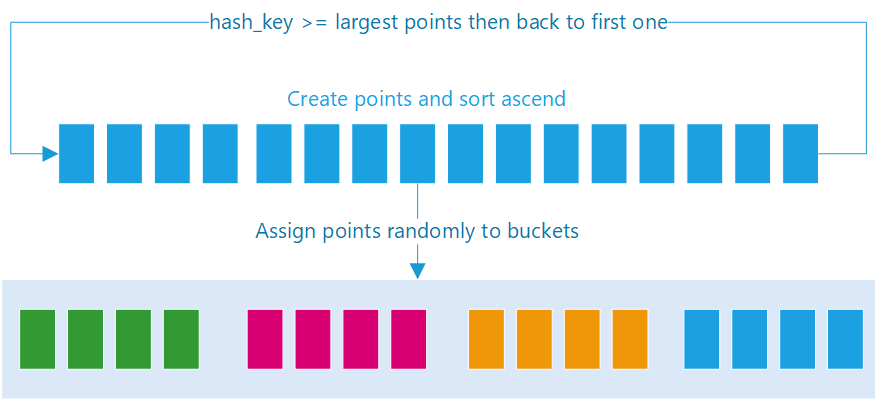 hash_key >= largest points then back to first one
Create points and sort ascend
Assign points randomly to buckets